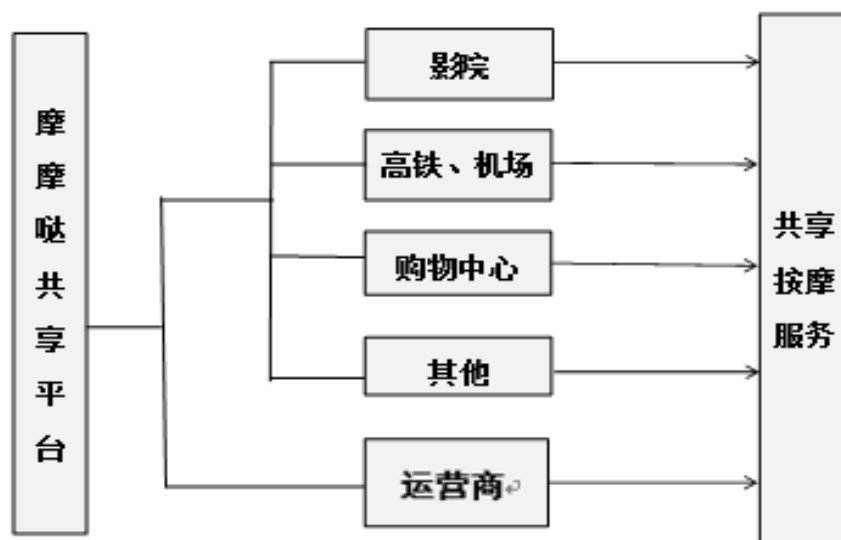 摩摩哒共享平台
影院
高铁、机场
购物中心
其他
运营商
共享
按摩
服务